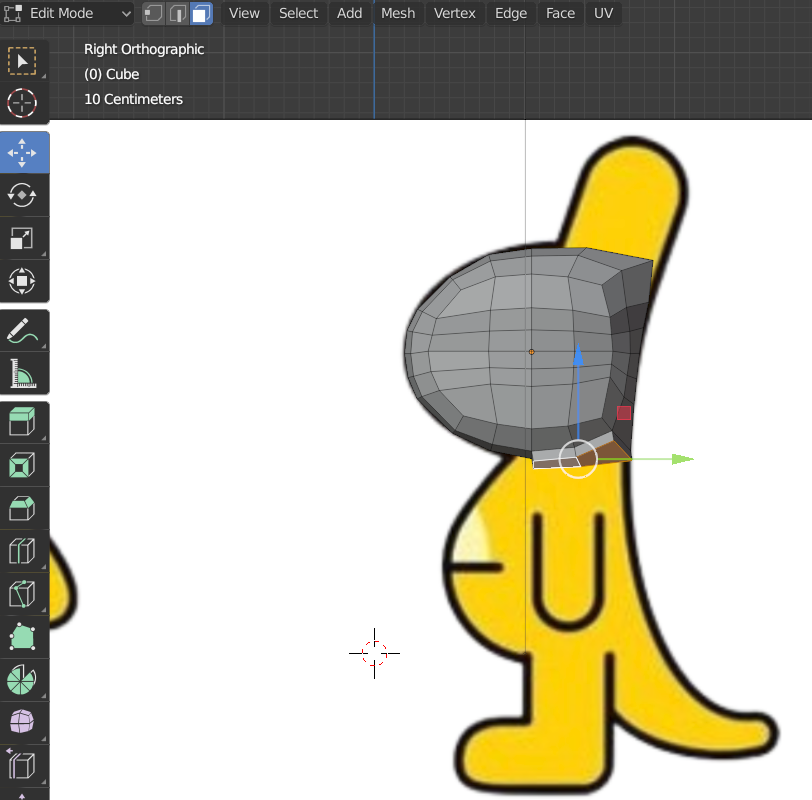 Edit Mode View Select Add Mesh Vertex Edge Face UV
Right Orthographic
(0) Cube
10 Centimeters